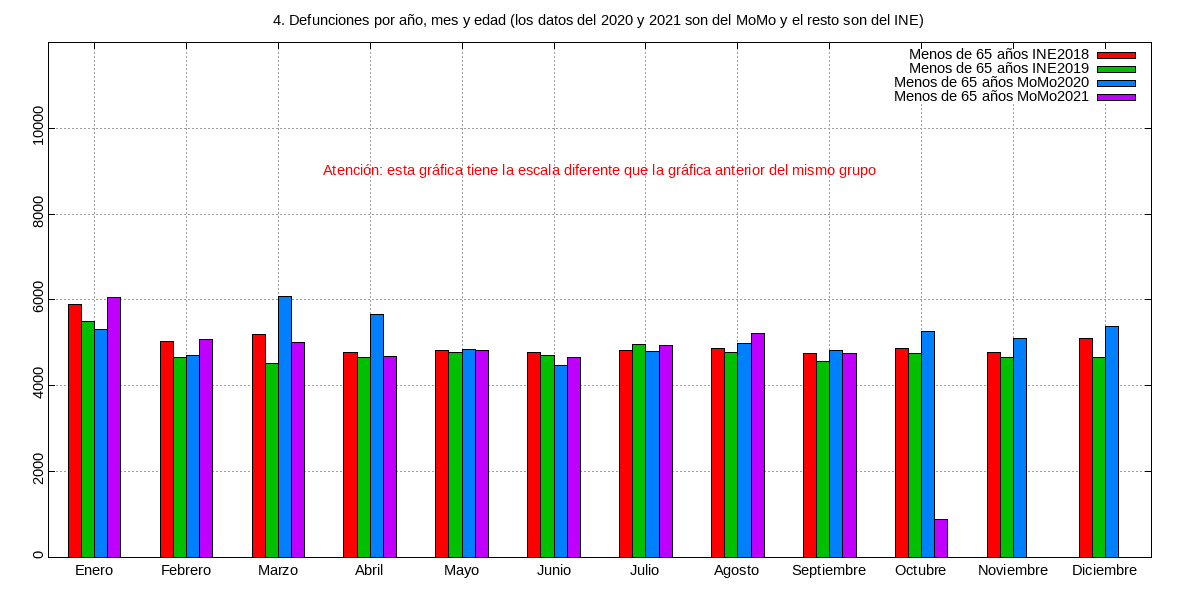 4. Defunciones por año, mes y edad (los datos del 2020 y 2021 son del MoMo y el resto son del INE)
Menos de 65 años INE2018
Menos de 65 años INE2019
Menos de 65 años MoMo2020
Menos de 65 años MoMo2021
Atención: esta gráfica tiene la escala diferente que la gráfica anterior del mismo grupo
10000
8000
6000
4000
2000
0
Enero Febrero Marzo Abril Mayo Junio Julio Agosto Septiembre Octubre Noviembre Diciembre